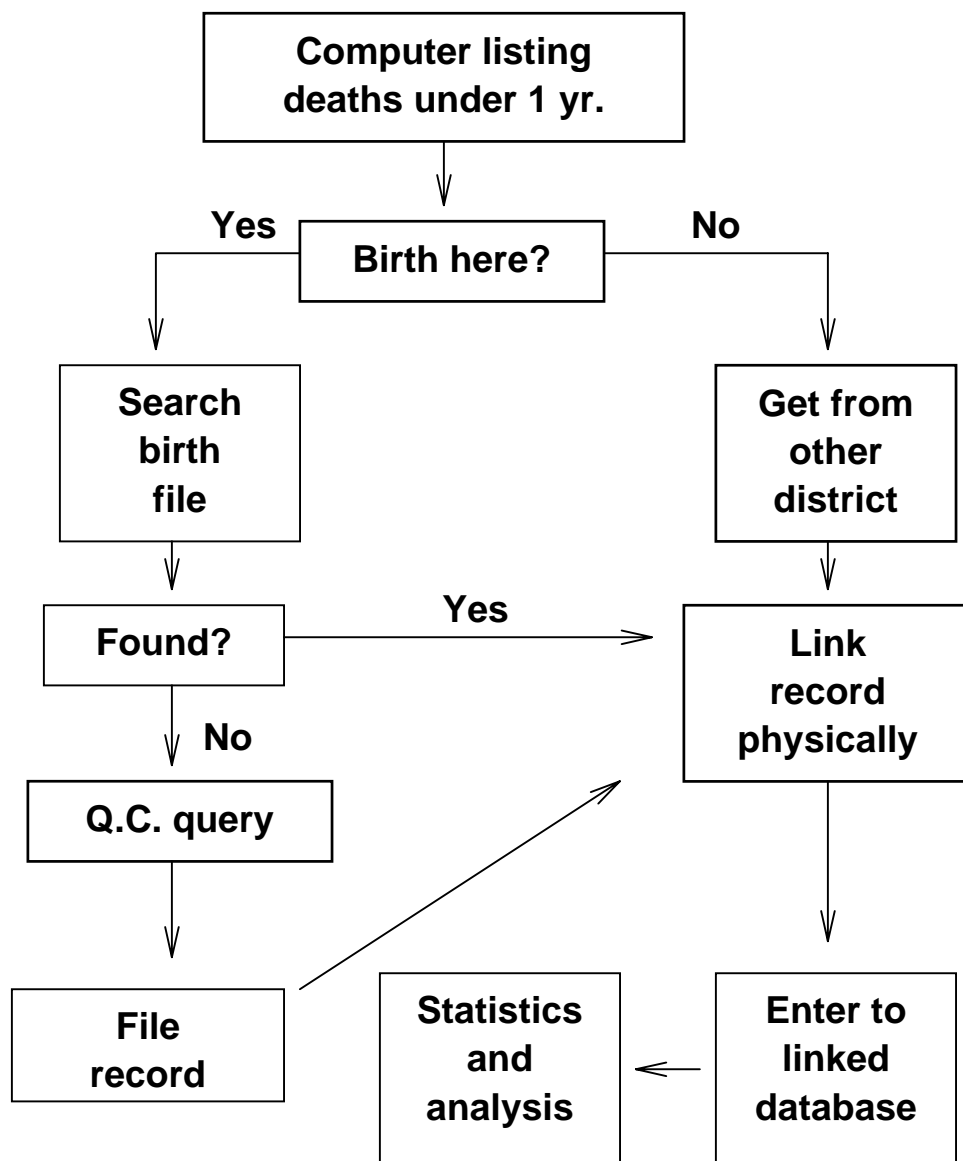 Computer listing
deaths under 1 yr.
Yes
No
Birth here?
Search
birth
file
Get from
other
district
Found?
Yes
Link
record
physically
No
Q.C. query
File
record
Statistics
and
analysis
Enter to
linked
database